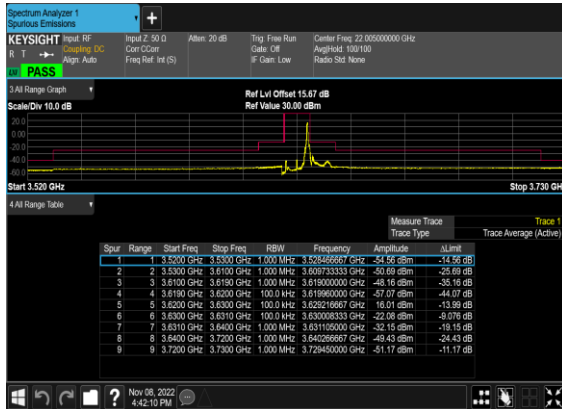 Spectrum Analyzer 1
Spurious Emissions
KEYSIGHT Input: RF Input Z: 50 Ω Atten: 20 dB Trig: Free Run Center Freq: 22.005000000 GHz
R T Coupling: DC Corr CCorr Gate: Off Avg|Hold: 100/100
Align: Auto Freq Ref: Int (S) IF Gain: Low Radio Std: None
PASS
3 All Range Graph Ref Lvl Offset 15.67 dB
Scale/Div 10.0 dB Ref Value 30.00 dBm
20.0
0.00
-20.0
-40.0
-60.0
Start 3.520 GHz Stop 3.730 GH
4 All Range Table
Measure Trace Trace 1
Trace Type Trace Average (Active)
Spur Range Start Freq Stop Freq RBW Frequency Amplitude ΔLimit
1 1 3.5200 GHz 3.5300 GHz 1.000 MHz 3.528466667 GHz -54.56 dBm -14.56 dB
2 2 3.5300 GHz 3.6100 GHz 1.000 MHz 3.609733333 GHz -50.69 dBm -25.69 dB
3 3 3.6100 GHz 3.6190 GHz 1.000 MHz 3.619000000 GHz -48.16 dBm -35.16 dB
4 4 3.6190 GHz 3.6200 GHz 100.0 kHz 3.619960000 GHz -57.07 dBm -44.07 dB
5 5 3.6200 GHz 3.6300 GHz 100.0 kHz 3.629216667 GHz 16.01 dBm -13.99 dB
6 6 3.6300 GHz 3.6310 GHz 100.0 kHz 3.630008333 GHz -22.08 dBm -9.076 dB
7 7 3.6310 GHz 3.6400 GHz 1.000 MHz 3.631105000 GHz -32.15 dBm -19.15 dB
8 8 3.6400 GHz 3.7200 GHz 1.000 MHz 3.640266667 GHz -49.43 dBm -24.43 dB
9 9 3.7200 GHz 3.7300 GHz 1.000 MHz 3.729450000 GHz -51.17 dBm -11.17 dB
Nov 08, 2022
4:42:10 PM